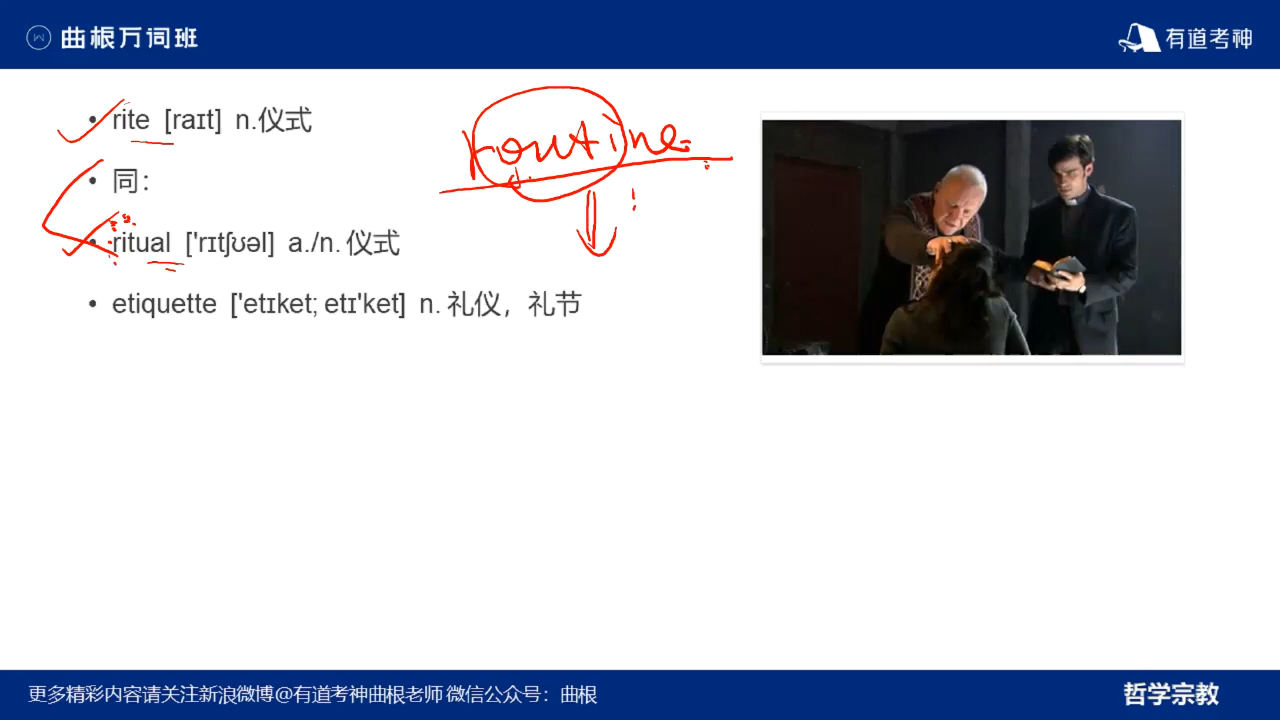 曲根万词班
有道考神
• rite [raɪt] n.仪式
routine
• 同：
• ritual ['rɪtʃʊəl] a./n. 仪式
• etiquette ['etɪket; etɪ'ket] n. 礼仪，礼节
更多精彩内容请关注新浪微博@有道考神曲根老师 微信公众号：曲根
哲学宗教